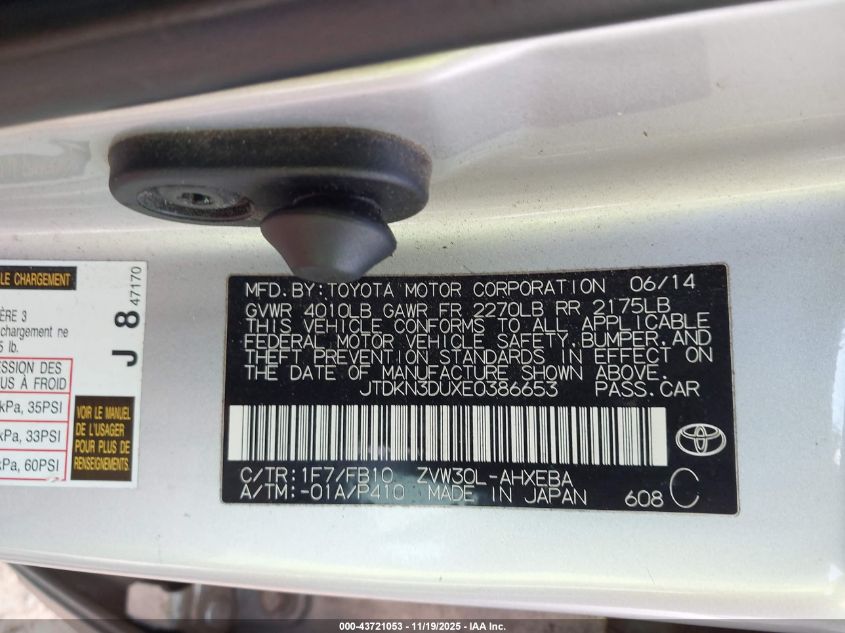 LE CHARGEMENT
ÈRE 3
chargement ne
5 lb.
SSION DES
US À FROID
kPa, 35PSI
kPa, 33PSI
kPa, 60PSI
VOIR LE MANUEL
DE L'USAGER
POUR PLUS DE
RENSEIGNEMENTS.
J 8 47170
MFD.BY:TOYOTA MOTOR CORPORATION 06/14
GVWR 4010LB GAWR FR 2270LB RR 2175LB
THIS VEHICLE CONFORMS TO ALL APPLICABLE
FEDERAL MOTOR VEHICLE SAFETY,BUMPER,AND
THEFT PREVENTION STANDARDS IN EFFECT ON
THE DATE OF MANUFACTURE SHOWN ABOVE.
JTDKN3DUXE0386653 PASS.CAR
C/TR:1F7/FB10 ZVW30L-AHXEBA
A/TM:-01A/P410 MADE IN JAPAN 608 C
000-43721053 - 11/19/2025 - IAA Inc.